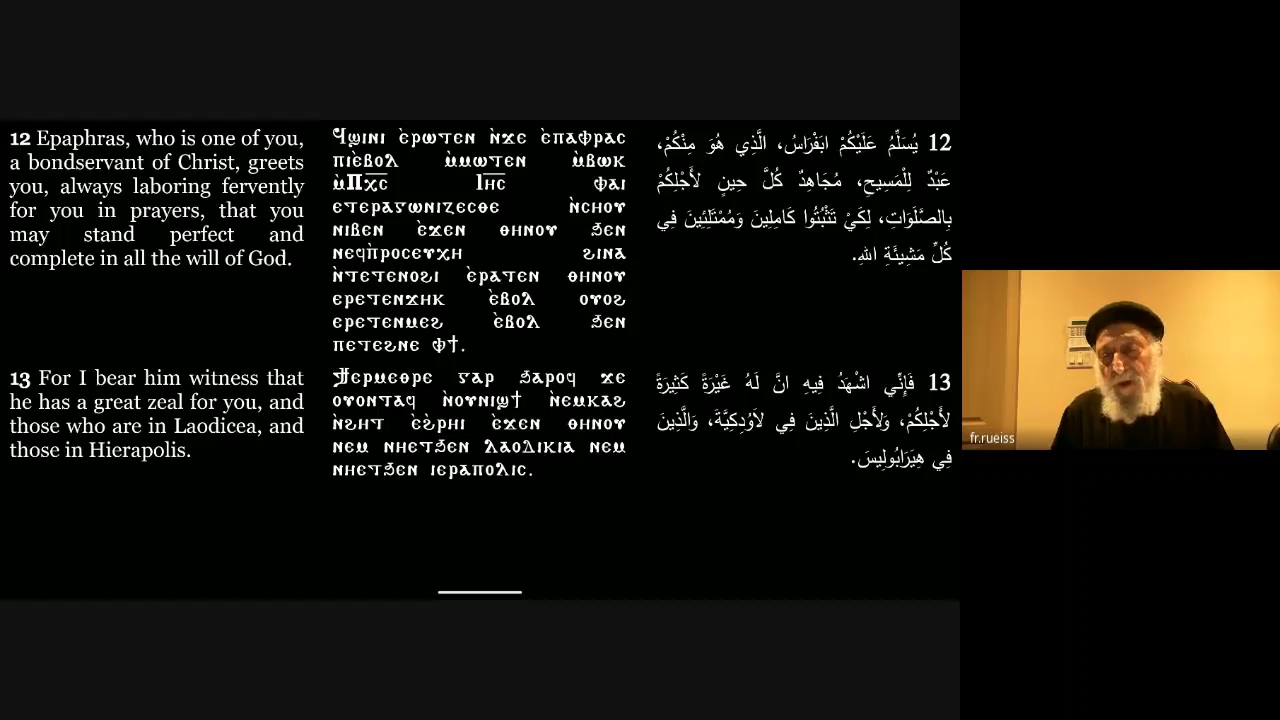 12 Epaphras, who is one of you,
a bondservant of Christ, greets
you, always laboring fervently
for you in prayers, that you
may stand perfect and
complete in all the will of God.
Ϥϣⲓⲛⲓ ⲉ̀ⲣⲱⲧⲉⲛ ⲛ̀ϫⲉ ⲉ̀ⲡⲁⲫⲣⲁⲥ
ⲡⲓⲉ̀ⲃⲟⲗ ⲙ̀ⲙⲱⲧⲉⲛ ⲙ̀ⲃⲱⲕ
ⲙ̀Ⲡⲭ̅ⲥ̅ Ⲓⲏ̅ⲥ̅ ⲫⲁⲓ
ⲉⲧⲉⲣⲁⲅⲱⲛⲓⲍⲉⲥⲑⲉ ⲛ̀ⲥⲏⲟⲩ
ⲛⲓⲃⲉⲛ ⲉ̀ϫⲉⲛ ⲑⲏⲛⲟⲩ ϧⲉⲛ
ⲛⲉϥⲡ̀ⲣⲟⲥⲉⲩⲭⲏ ϩⲓⲛⲁ
ⲛ̀ⲧⲉⲧⲉⲛⲟϩⲓ ⲉ̀ⲣⲁⲧⲉⲛ ⲑⲏⲛⲟⲩ
ⲉⲣⲉⲧⲉⲛϫⲏⲕ ⲉ̀ⲃⲟⲗ ⲟⲩⲟϩ
ⲉⲣⲉⲧⲉⲛⲙⲉϩ ⲉ̀ⲃⲟⲗ ϧⲉⲛ
ⲡⲉⲧⲉϩⲛⲉ Ⲫϯ.
12 يُسَلِّمُ عَلَيْكُمْ ابَفْرَاسُ، الَّذِي هُوَ مِنْكُمْ،
عَبْدٌ لِلْمَسِيحِ، مُجَاهِدٌ كُلَّ حِينٍ لأَجْلِكُمْ
بِالصَّلَوَاتِ، لِكَيْ تَثْبُتُوا كَامِلِينَ وَمُمْتَلِئِينَ فِي
كُلِّ مَشِيئَةِ اللهِ.
13 For I bear him witness that
he has a great zeal for you, and
those who are in Laodicea, and
those in Hierapolis.
Ϯⲉⲣⲙⲉⲑⲣⲉ ⲅⲁⲣ ϧⲁⲣⲟϥ ϫⲉ
ⲟⲩⲟⲛⲧⲁϥ ⲛ̀ⲟⲩⲛⲓϣϯ ⲛ̀ⲉⲙⲕⲁϩ
ⲛ̀ϩⲏⲧ ⲉ̀ϩ̀ⲣⲏⲓ ⲉ̀ϫⲉⲛ ⲑⲏⲛⲟⲩ
ⲛⲉⲙ ⲛⲏⲉⲧϧⲉⲛ ⲗⲁⲟⲇⲓⲕⲓⲁ ⲛⲉⲙ
ⲛⲏⲉⲧϧⲉⲛ ⲓⲉⲣⲁⲡⲟⲗⲓⲥ.
13 فَإِنِّي اشْهَدُ فِيهِ انَّ لَهُ غَيْرَةً كَثِيرَةً
لأَجْلِكُمْ، وَلأَجْلِ الَّذِينَ فِي لاَوُدِكِيَّةَ، وَالَّذِينَ
فِي هِيَرَابُولِيسَ.
fr.rueiss